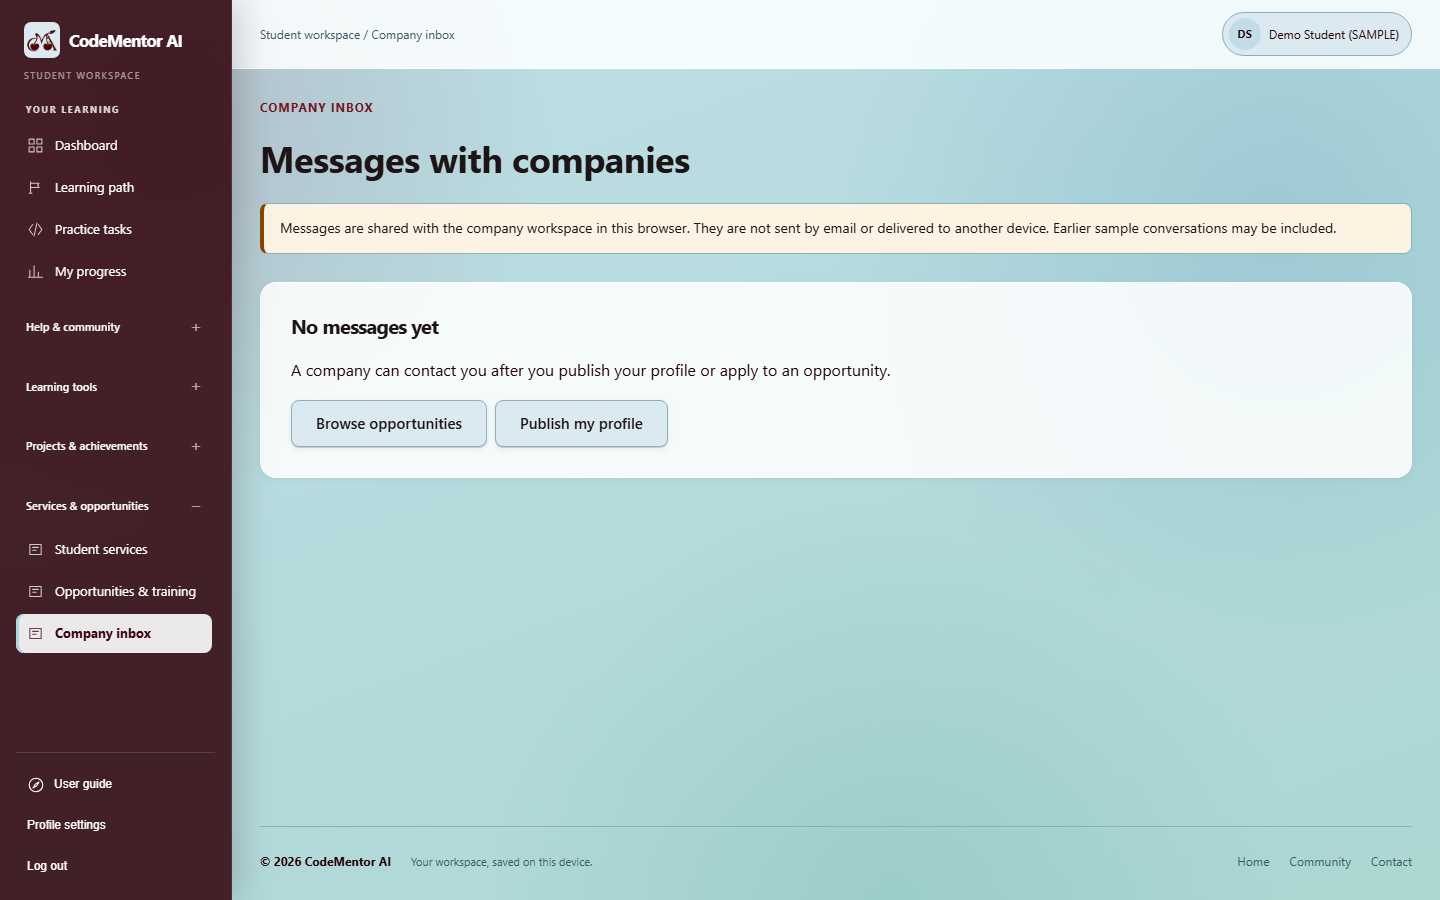 CodeMentor AI
STUDENT WORKSPACE
YOUR LEARNING
Dashboard
Learning path
Practice tasks
My progress
Help & community
Learning tools
Projects & achievements
Services & opportunities
Student services
Opportunities & training
Company inbox
User guide
Profile settings
Log out
Student workspace / Company inbox
DS Demo Student (SAMPLE)
COMPANY INBOX
Messages with companies
Messages are shared with the company workspace in this browser. They are not sent by email or delivered to another device. Earlier sample conversations may be included.
No messages yet
A company can contact you after you publish your profile or apply to an opportunity.
Browse opportunities Publish my profile
© 2026 CodeMentor AI Your workspace, saved on this device. Home Community Contact